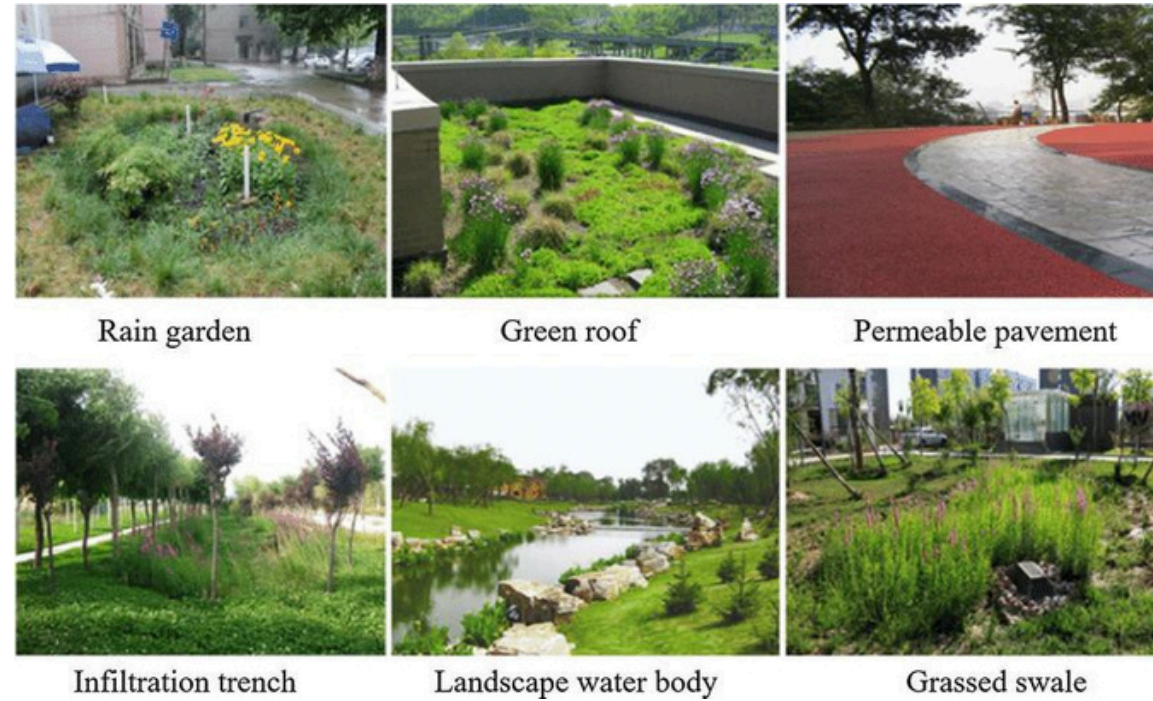 Rain garden
Green roof
Permeable pavement
Infiltration trench
Landscape water body
Grassed swale